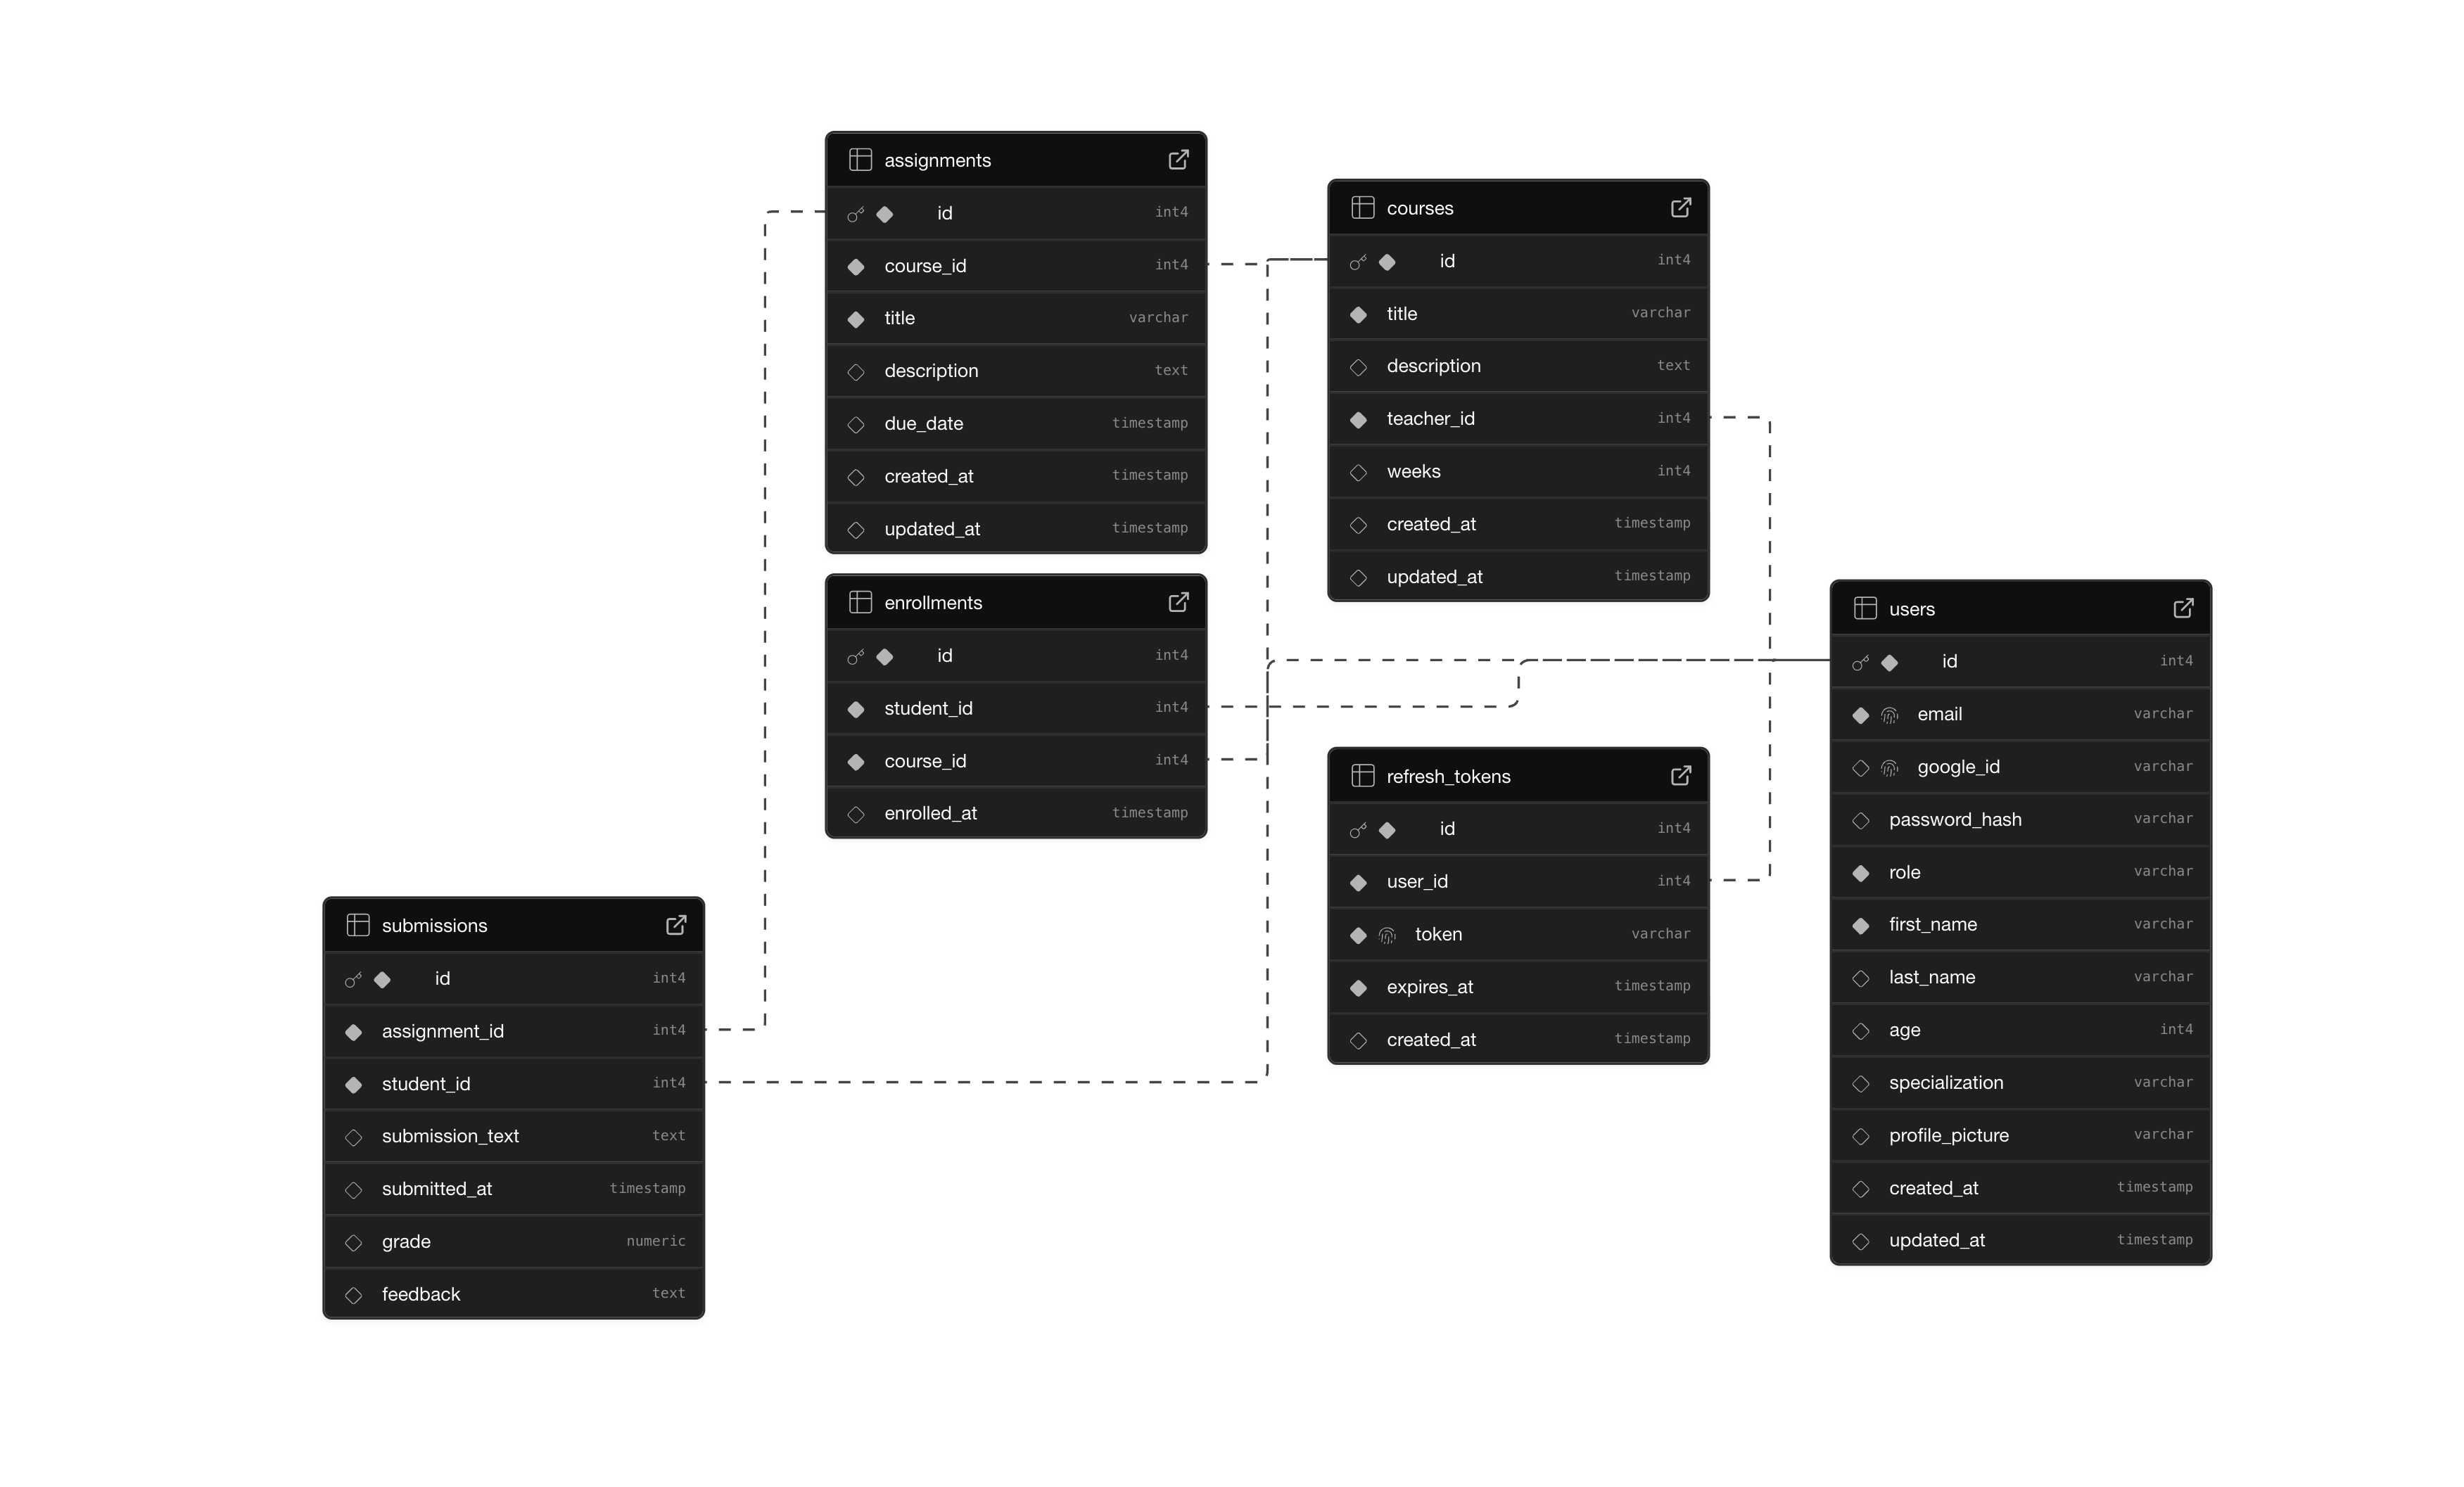 assignments
id int4
course_id int4
title varchar
description text
due_date timestamp
created_at timestamp
updated_at timestamp
courses
id int4
title varchar
description text
teacher_id int4
weeks int4
created_at timestamp
updated_at timestamp
enrollments
id int4
student_id int4
course_id int4
enrolled_at timestamp
users
id int4
email varchar
google_id varchar
password_hash varchar
role varchar
first_name varchar
last_name varchar
age int4
specialization varchar
profile_picture varchar
created_at timestamp
updated_at timestamp
refresh_tokens
id int4
user_id int4
token varchar
expires_at timestamp
created_at timestamp
submissions
id int4
assignment_id int4
student_id int4
submission_text text
submitted_at timestamp
grade numeric
feedback text